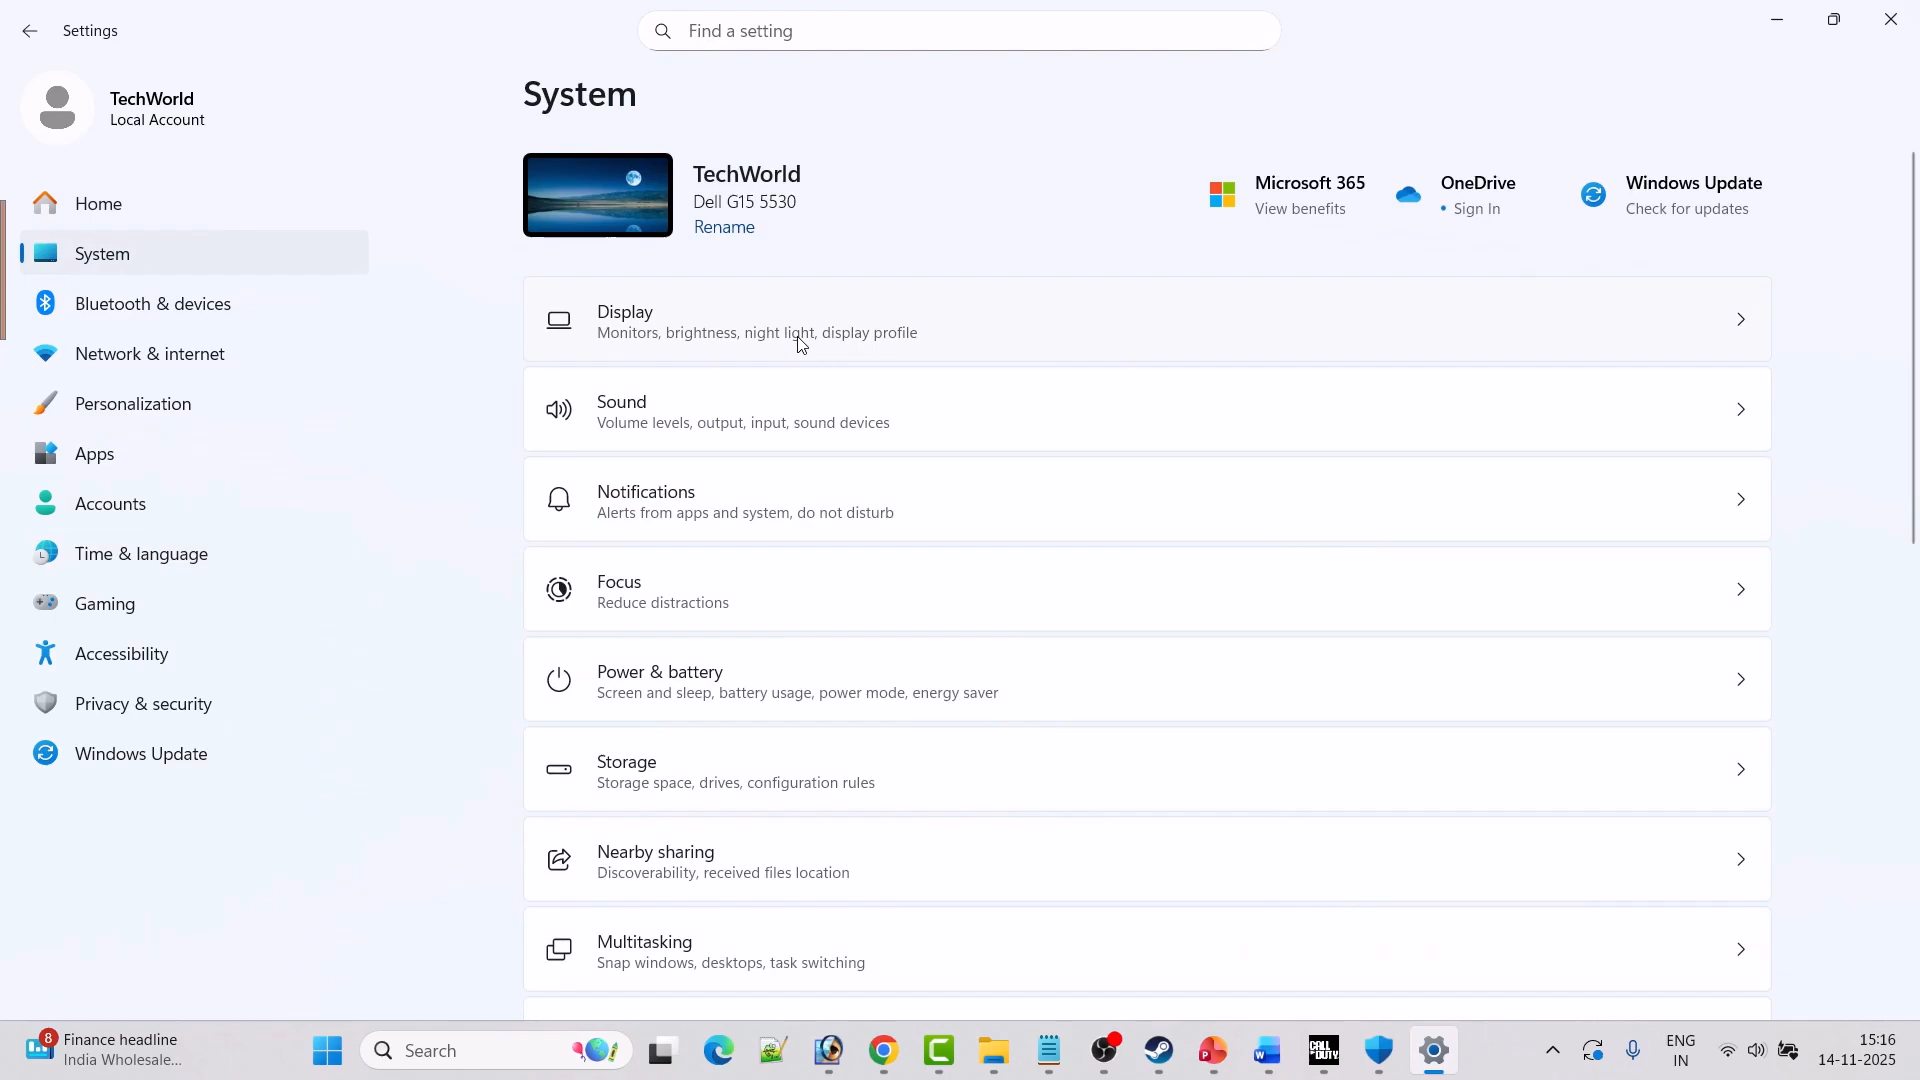 Settings
Find a setting
TechWorld
Local Account
Home
System
Bluetooth & devices
Network & internet
Personalization
Apps
Accounts
Time & language
Gaming
Accessibility
Privacy & security
Windows Update
System
TechWorld
Dell G15 5530
Rename
Microsoft 365
View benefits
OneDrive
• Sign In
Windows Update
Check for updates
Display
Monitors, brightness, night light, display profile
Sound
Volume levels, output, input, sound devices
Notifications
Alerts from apps and system, do not disturb
Focus
Reduce distractions
Power & battery
Screen and sleep, battery usage, power mode, energy saver
Storage
Storage space, drives, configuration rules
Nearby sharing
Discoverability, received files location
Multitasking
Snap windows, desktops, task switching
8
Finance headline
India Wholesale...
Search
CALL OF DUTY
ENG
IN
15:16
14-11-2025